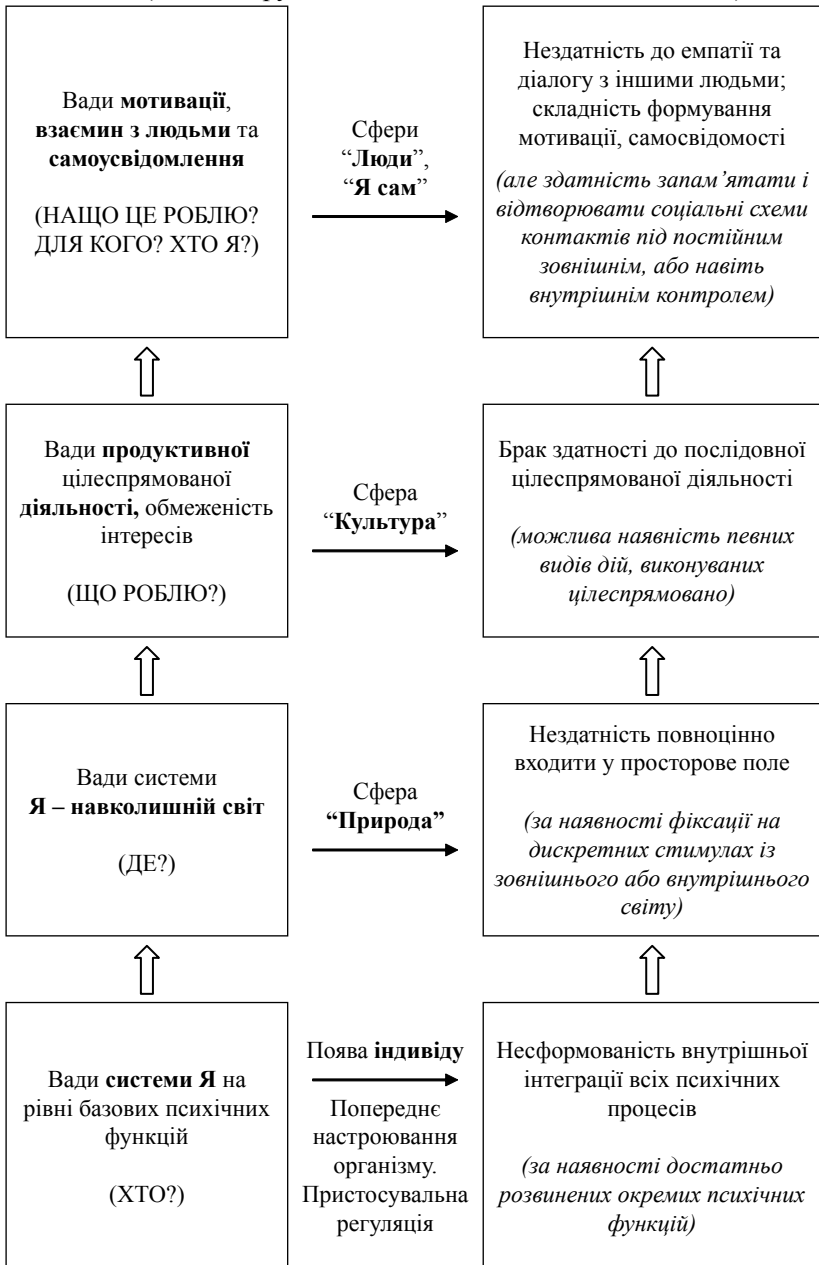 Вади мотивації,
взаємин з людьми та
самоусвідомлення
(НАЩО ЦЕ РОБЛЮ?
ДЛЯ КОГО? ХТО Я?)
Сфери
“Люди”,
“Я сам”
Нездатність до емпатії та
діалогу з іншими людьми;
складність формування
мотивації, самосвідомості
(але здатність запам’ятати і
відтворювати соціальні схеми
контактів під постійним
зовнішнім, або навіть
внутрішнім контролем)
Вади продуктивної
цілеспрямованої
діяльності, обмеженість
інтересів
(ЩО РОБЛЮ?)
Сфера
“Культура”
Брак здатності до послідовної
цілеспрямованої діяльності
(можлива наявність певних
видів дій, виконуваних
цілеспрямовано)
Вади системи
Я – навколишній світ
(ДЕ?)
Сфера
“Природа”
Нездатність повноцінно
входити у просторове поле
(за наявності фіксації на
дискретних стимулах із
зовнішнього або внутрішнього
світу)
Вади системи Я на
рівні базових психічних
функцій
(ХТО?)
Поява індивіду
Попереднє
настроювання
організму.
Пристосувальна
регуляція
Несформованість внутрішньої
інтеграції всіх психічних
процесів
(за наявності достатньо
розвинених окремих психічних
функцій)